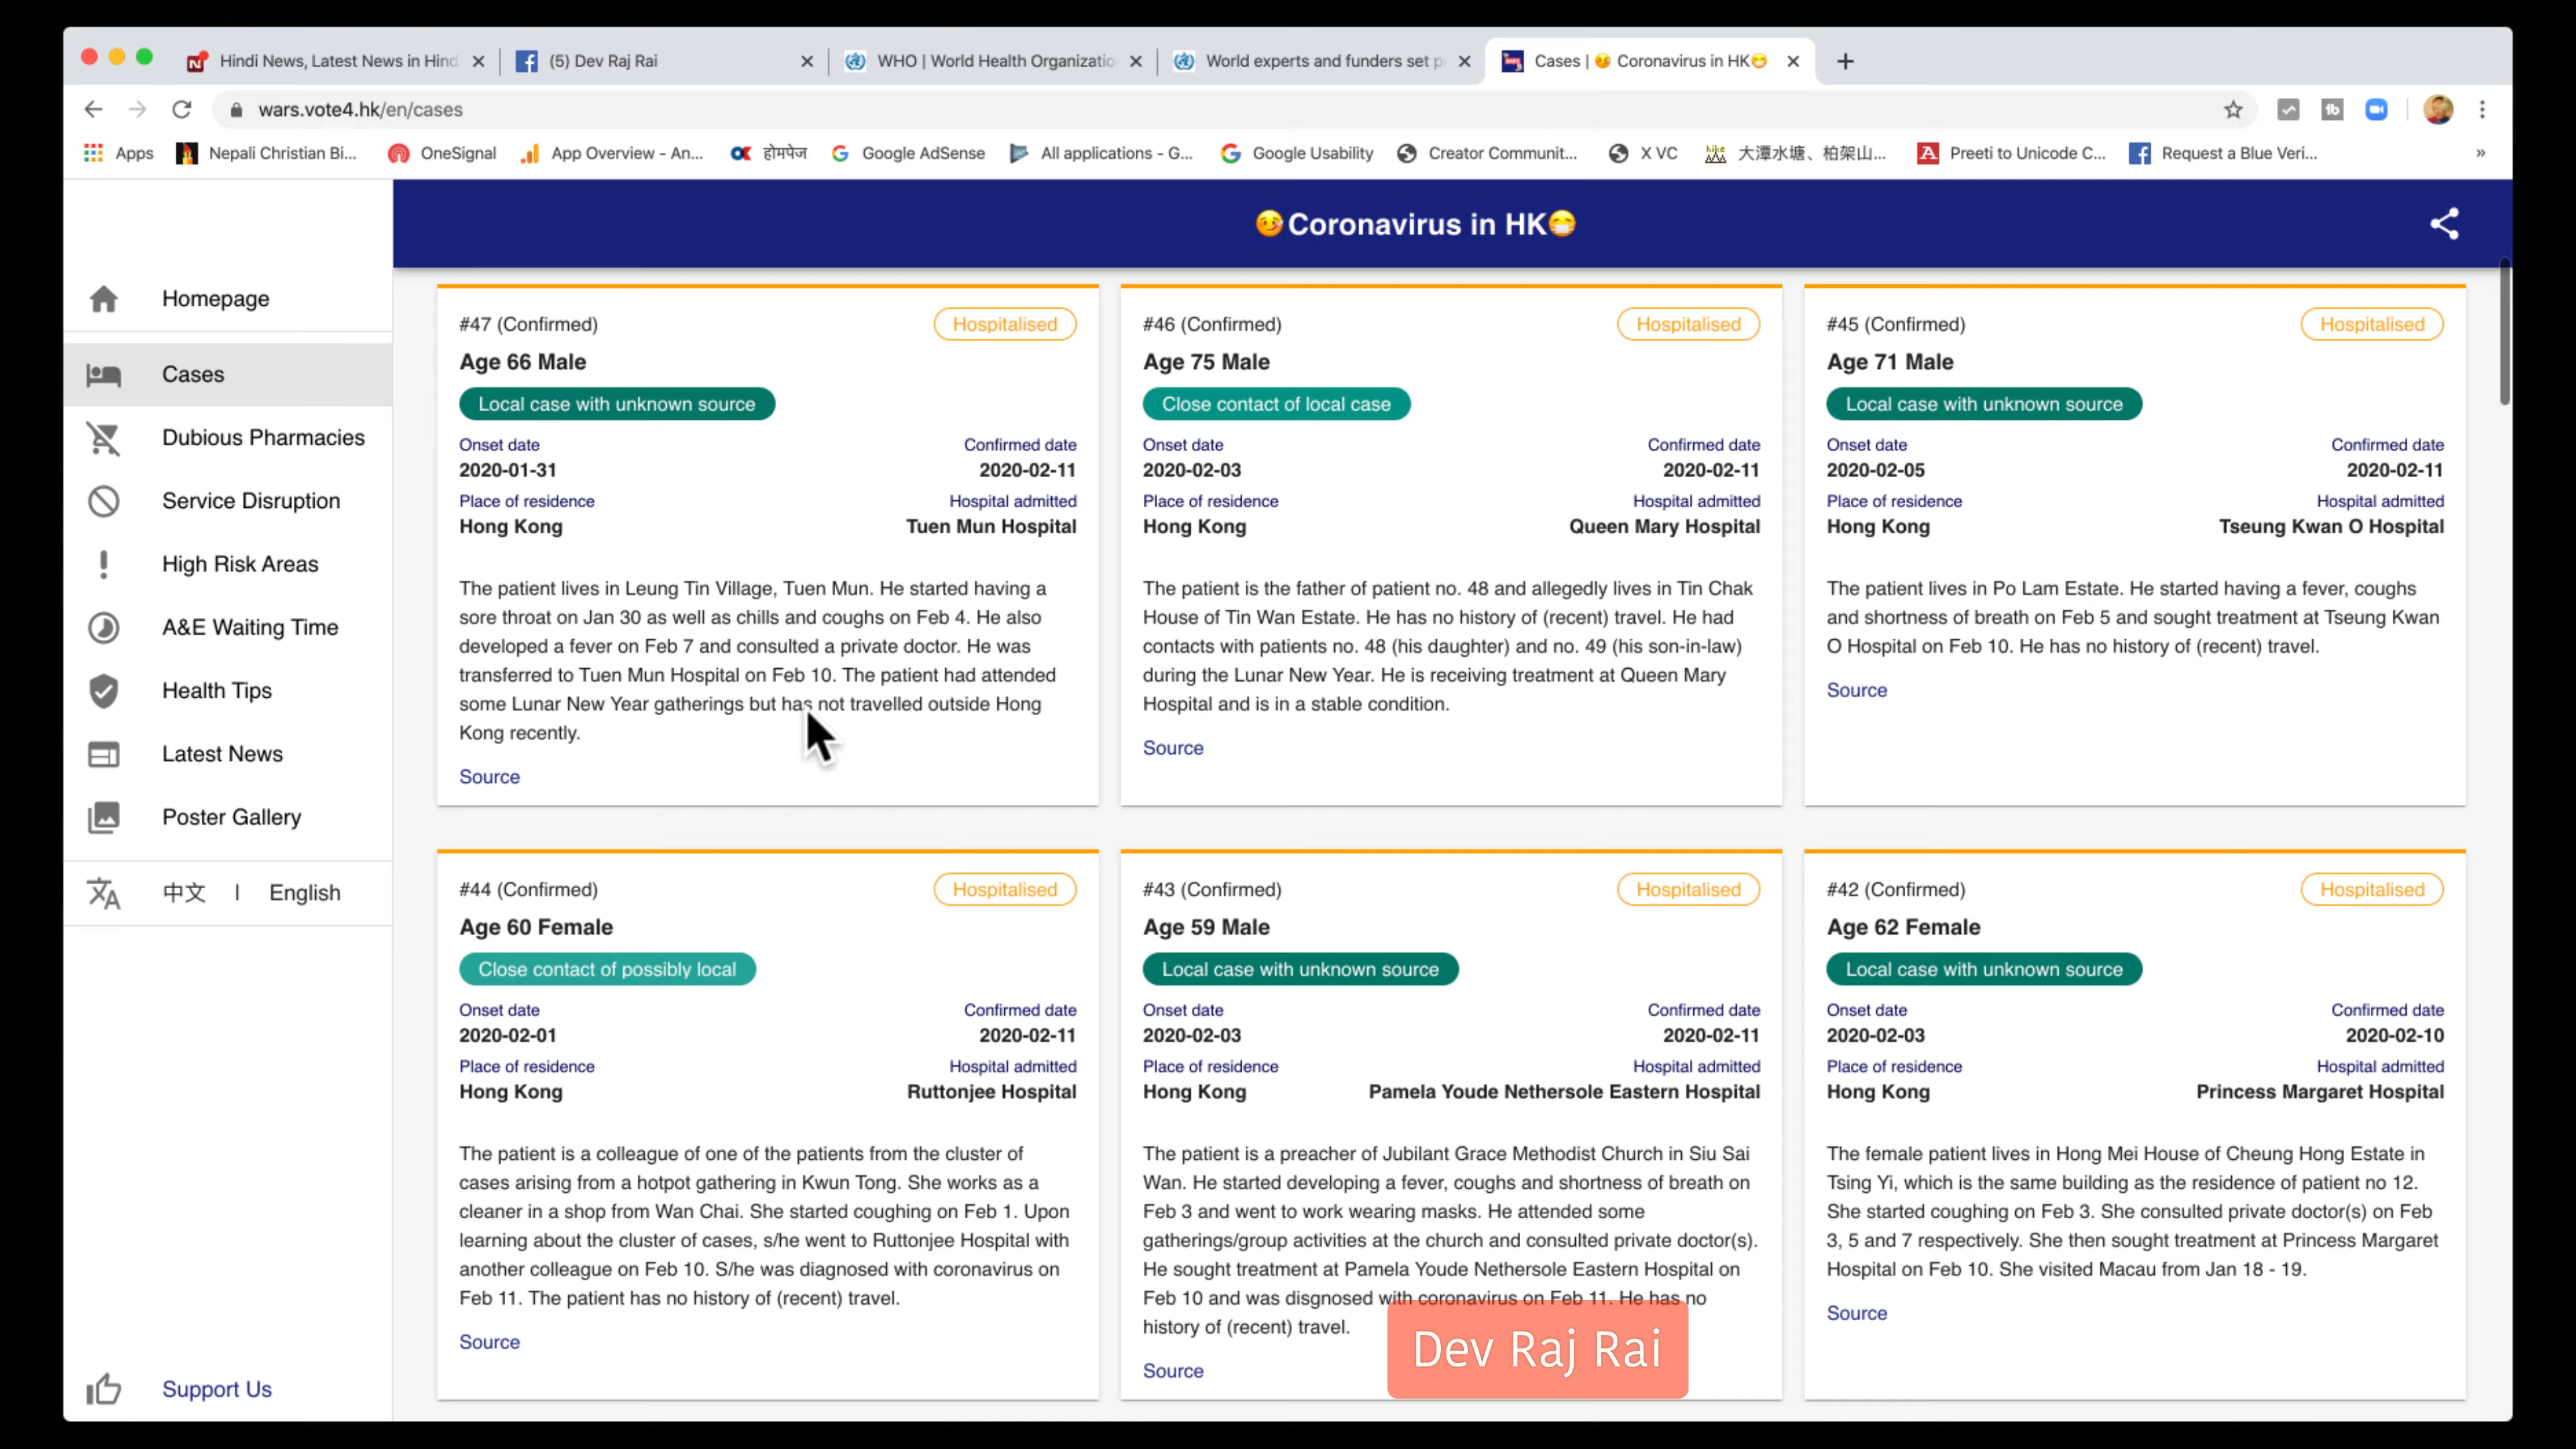 Hindi News, Latest News in Hind
(5) Dev Raj Rai
WHO | World Health Organizatio
World experts and funders set p
Cases | 🤒 Coronavirus in HK😷
wars.vote4.hk/en/cases
Apps
Nepali Christian Bi...
OneSignal
App Overview - An...
होमपेज
Google AdSense
All applications - G...
Google Usability
Creator Communit...
X VC
大潭水塘、柏架山...
Preeti to Unicode C...
Request a Blue Veri...
»
🤒Coronavirus in HK😷
Homepage
Cases
Dubious Pharmacies
Service Disruption
High Risk Areas
A&E Waiting Time
Health Tips
Latest News
Poster Gallery
中文 | English
Support Us
#47 (Confirmed) Hospitalised
Age 66 Male
Local case with unknown source
Onset date Confirmed date
2020-01-31 2020-02-11
Place of residence Hospital admitted
Hong Kong Tuen Mun Hospital
The patient lives in Leung Tin Village, Tuen Mun. He started having a
sore throat on Jan 30 as well as chills and coughs on Feb 4. He also
developed a fever on Feb 7 and consulted a private doctor. He was
transferred to Tuen Mun Hospital on Feb 10. The patient had attended
some Lunar New Year gatherings but has not travelled outside Hong
Kong recently.
Source
#46 (Confirmed) Hospitalised
Age 75 Male
Close contact of local case
Onset date Confirmed date
2020-02-03 2020-02-11
Place of residence Hospital admitted
Hong Kong Queen Mary Hospital
The patient is the father of patient no. 48 and allegedly lives in Tin Chak
House of Tin Wan Estate. He has no history of (recent) travel. He had
contacts with patients no. 48 (his daughter) and no. 49 (his son-in-law)
during the Lunar New Year. He is receiving treatment at Queen Mary
Hospital and is in a stable condition.
Source
#45 (Confirmed) Hospitalised
Age 71 Male
Local case with unknown source
Onset date Confirmed date
2020-02-05 2020-02-11
Place of residence Hospital admitted
Hong Kong Tseung Kwan O Hospital
The patient lives in Po Lam Estate. He started having a fever, coughs
and shortness of breath on Feb 5 and sought treatment at Tseung Kwan
O Hospital on Feb 10. He has no history of (recent) travel.
Source
#44 (Confirmed) Hospitalised
Age 60 Female
Close contact of possibly local
Onset date Confirmed date
2020-02-01 2020-02-11
Place of residence Hospital admitted
Hong Kong Ruttonjee Hospital
The patient is a colleague of one of the patients from the cluster of
cases arising from a hotpot gathering in Kwun Tong. She works as a
cleaner in a shop from Wan Chai. She started coughing on Feb 1. Upon
learning about the cluster of cases, s/he went to Ruttonjee Hospital with
another colleague on Feb 10. S/he was diagnosed with coronavirus on
Feb 11. The patient has no history of (recent) travel.
Source
#43 (Confirmed) Hospitalised
Age 59 Male
Local case with unknown source
Onset date Confirmed date
2020-02-03 2020-02-11
Place of residence Hospital admitted
Hong Kong Pamela Youde Nethersole Eastern Hospital
The patient is a preacher of Jubilant Grace Methodist Church in Siu Sai
Wan. He started developing a fever, coughs and shortness of breath on
Feb 3 and went to work wearing masks. He attended some
gatherings/group activities at the church and consulted private doctor(s).
He sought treatment at Pamela Youde Nethersole Eastern Hospital on
Feb 10 and was disgnosed with coronavirus on Feb 11. He has no
history of (recent) travel.
Source
#42 (Confirmed) Hospitalised
Age 62 Female
Local case with unknown source
Onset date Confirmed date
2020-02-03 2020-02-10
Place of residence Hospital admitted
Hong Kong Princess Margaret Hospital
The female patient lives in Hong Mei House of Cheung Hong Estate in
Tsing Yi, which is the same building as the residence of patient no 12.
She started coughing on Feb 3. She consulted private doctor(s) on Feb
3, 5 and 7 respectively. She then sought treatment at Princess Margaret
Hospital on Feb 10. She visited Macau from Jan 18 - 19.
Source
Dev Raj Rai